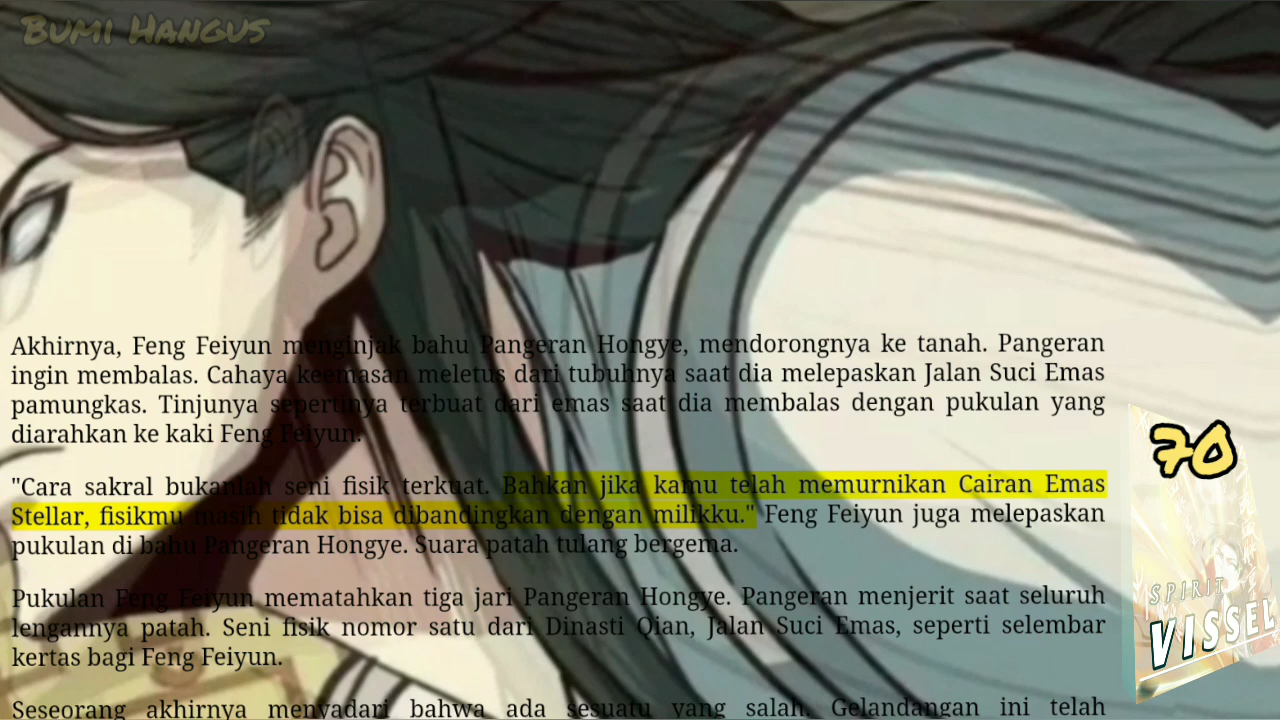 Bumi Hangus
Akhirnya, Feng Feiyun menginjak bahu Pangeran Hongye, mendorongnya ke tanah. Pangeran
ingin membalas. Cahaya keemasan meletus dari tubuhnya saat dia melepaskan Jalan Suci Emas
pamungkas. Tinjunya sepertinya terbuat dari emas saat dia membalas dengan pukulan yang
diarahkan ke kaki Feng Feiyun.
"Cara sakral bukanlah seni fisik terkuat. Bahkan jika kamu telah memurnikan Cairan Emas
Stellar, fisikmu masih tidak bisa dibandingkan dengan milikku." Feng Feiyun juga melepaskan
pukulan di bahu Pangeran Hongye. Suara patah tulang bergema.
Pukulan Feng Feiyun mematahkan tiga jari Pangeran Hongye. Pangeran menjerit saat seluruh
lengannya patah. Seni fisik nomor satu dari Dinasti Qian, Jalan Suci Emas, seperti selembar
kertas bagi Feng Feiyun.
Seseorang akhirnya menyadari bahwa ada sesuatu yang salah. Gelandangan ini telah
70
SPIRIT
VISSEL